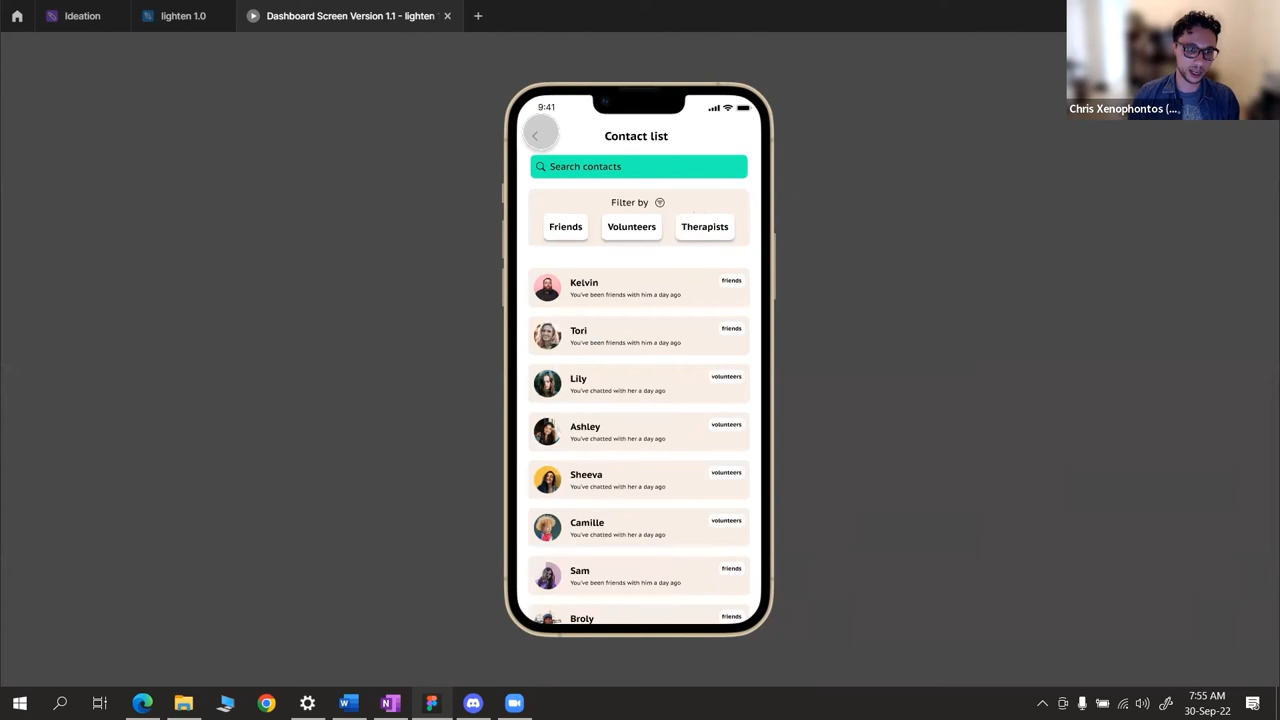 Ideation
lighten 1.0
Dashboard Screen Version 1.1 - lighten
Chris Xenophontos (...
9:41
Contact list
Search contacts
Filter by
Friends
Volunteers
Therapists
Kelvin
friends
You've been friends with him a day ago
Tori
friends
You've been friends with him a day ago
Lily
volunteers
You've chatted with her a day ago
Ashley
volunteers
You've chatted with her a day ago
Sheeva
volunteers
You've chatted with her a day ago
Camille
volunteers
You've chatted with her a day ago
Sam
friends
You've been friends with him a day ago
Broly
friends
7:55 AM
30-Sep-22